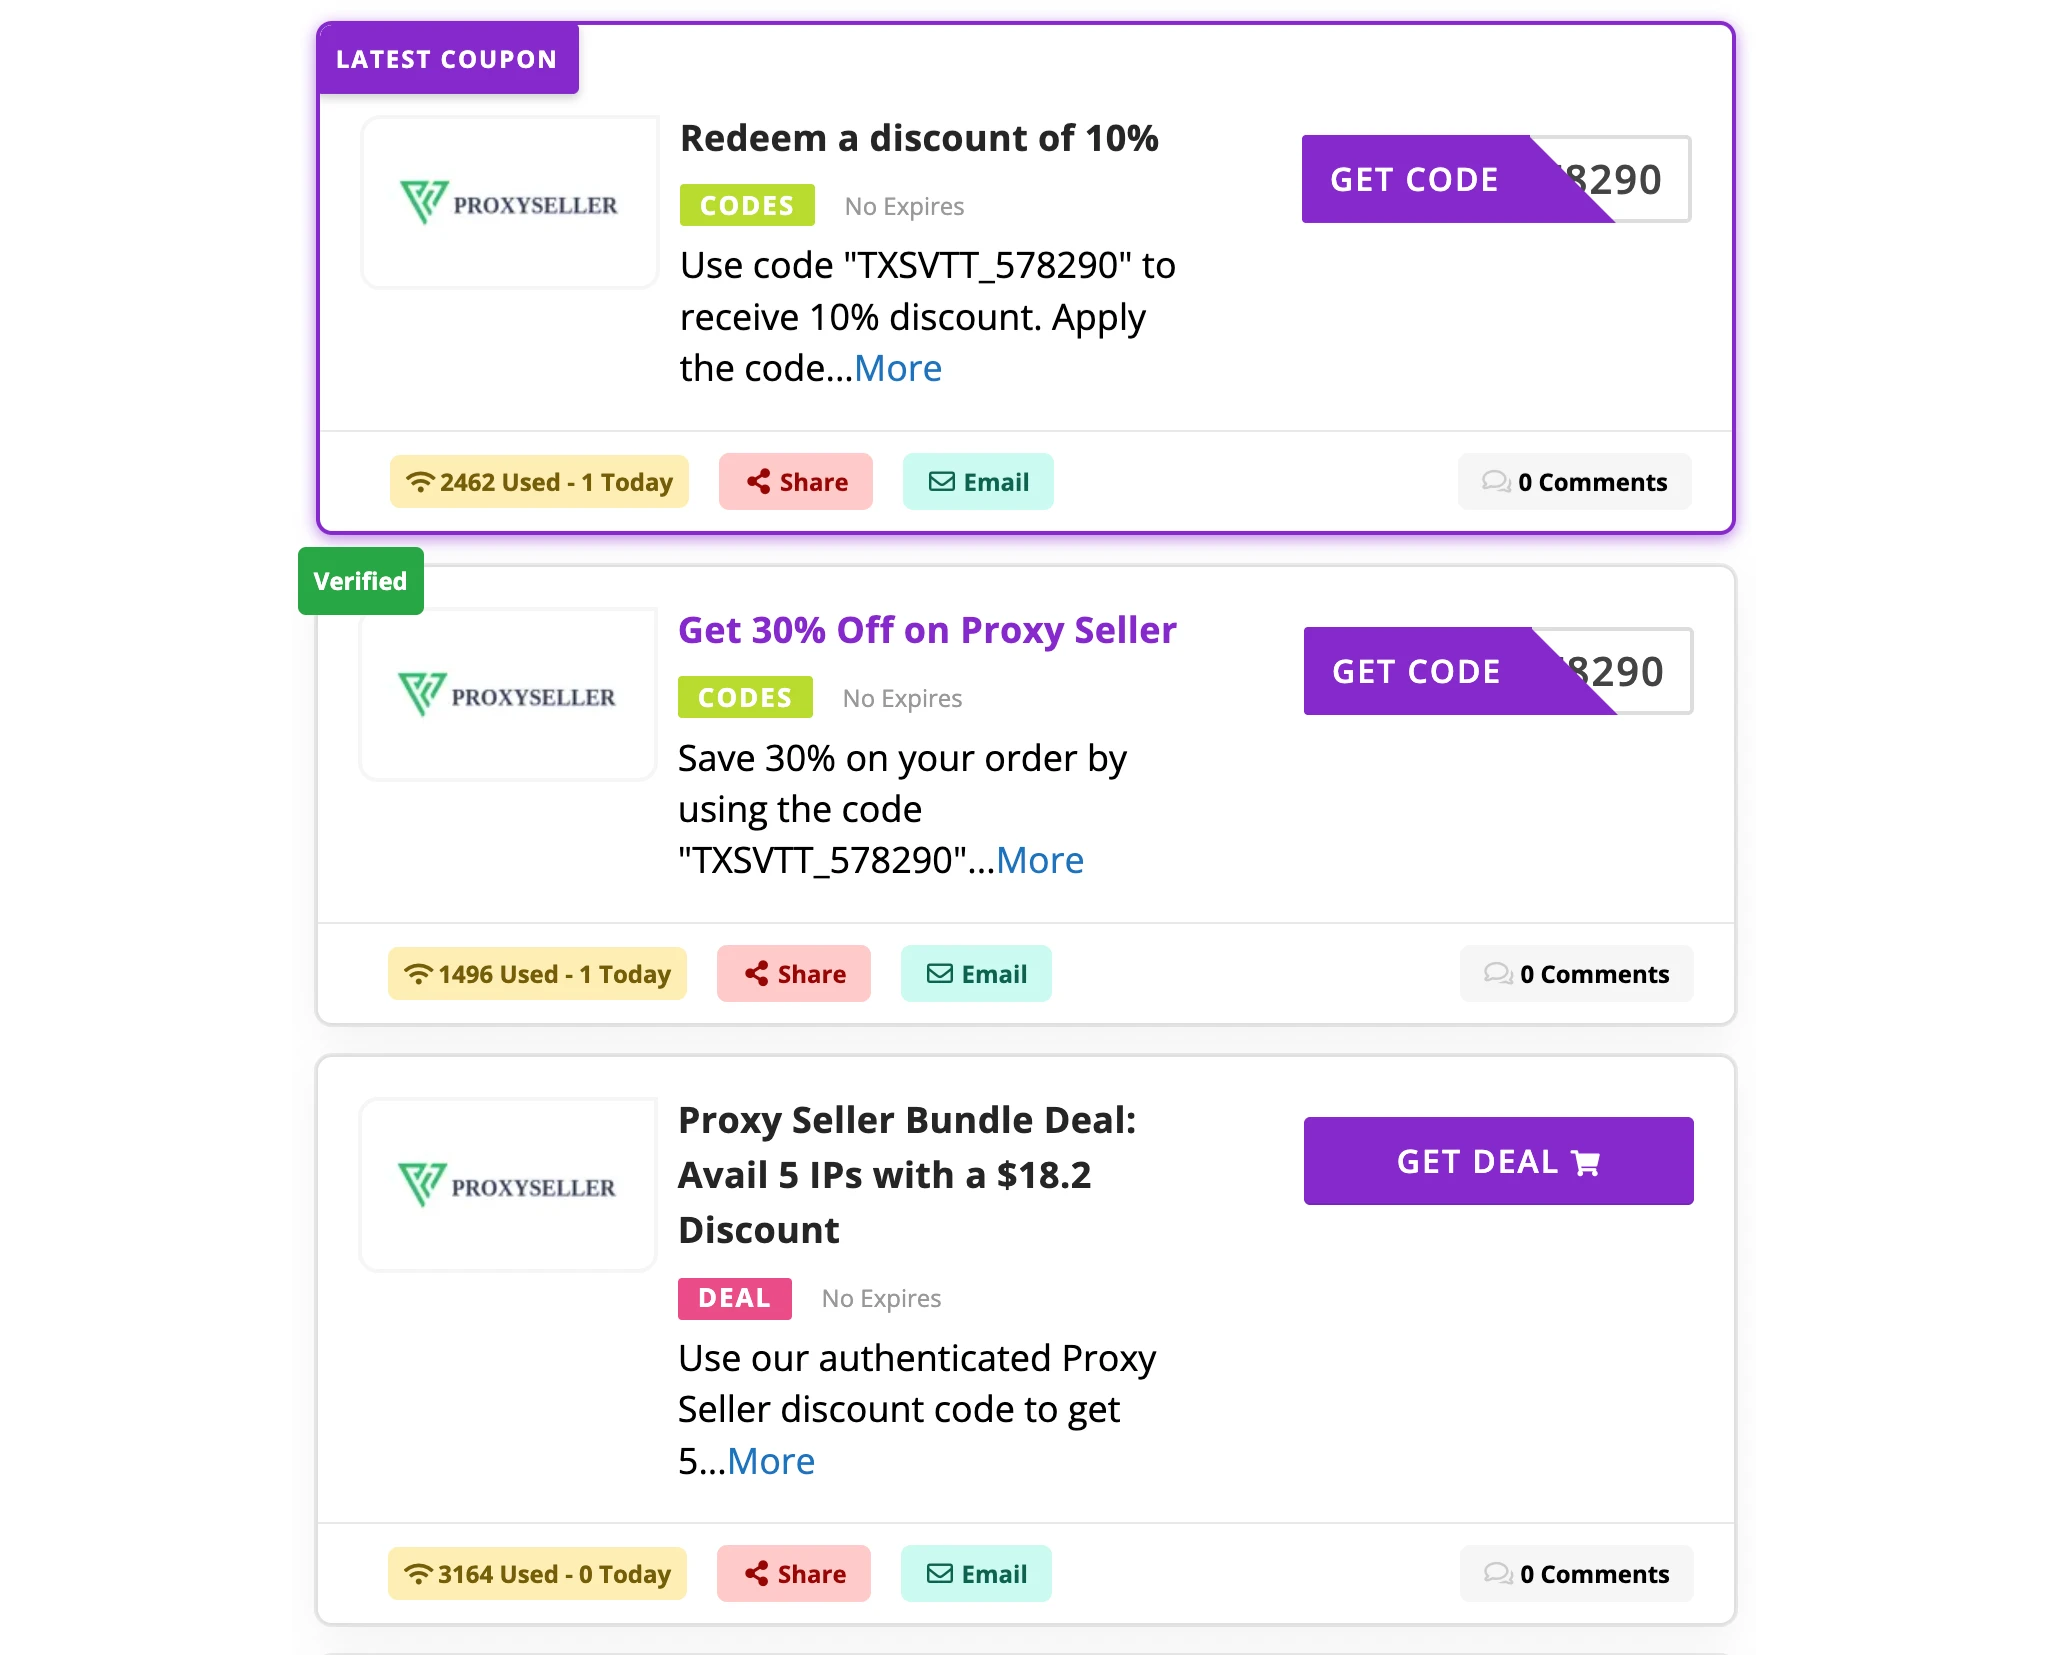 LATEST COUPON
PROXYSELLER
Redeem a discount of 10%
CODES No Expires
Use code "TXSVTT_578290" to
receive 10% discount. Apply
the code...More
GET CODE 8290
2462 Used - 1 Today
Share
Email
0 Comments
Verified
PROXYSELLER
Get 30% Off on Proxy Seller
CODES No Expires
Save 30% on your order by
using the code
"TXSVTT_578290"...More
GET CODE 8290
1496 Used - 1 Today
Share
Email
0 Comments
PROXYSELLER
Proxy Seller Bundle Deal:
Avail 5 IPs with a $18.2
Discount
DEAL No Expires
Use our authenticated Proxy
Seller discount code to get
5...More
GET DEAL
3164 Used - 0 Today
Share
Email
0 Comments